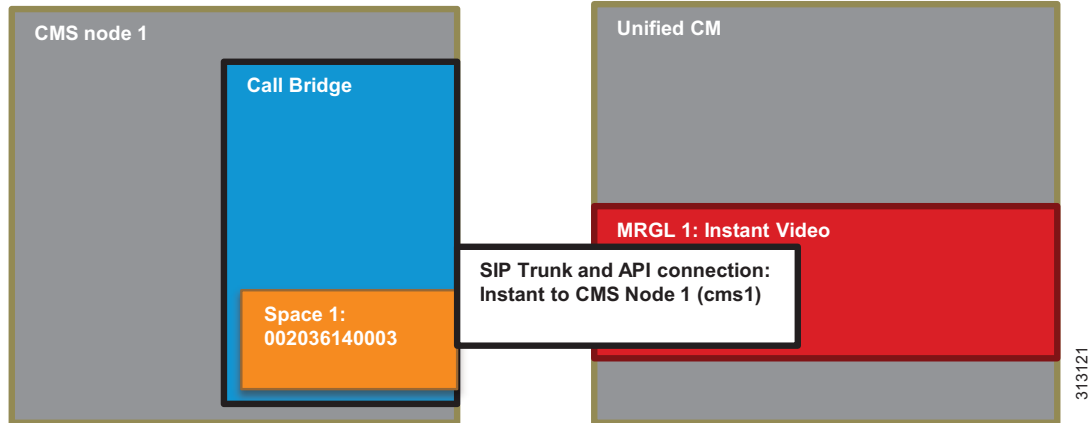 CMS node 1
Call Bridge
Space 1:
002036140003
SIP Trunk and API connection:
Instant to CMS Node 1 (cms1)
Unified CM
MRGL 1: Instant Video
313121